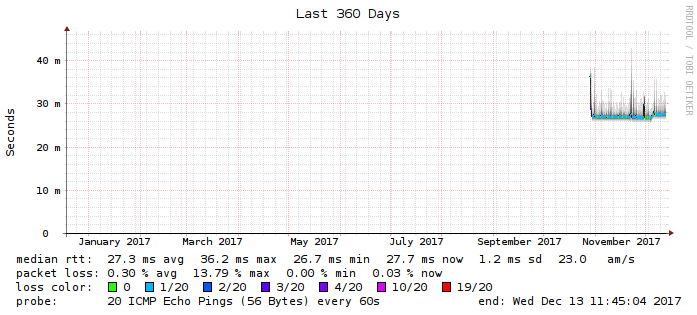 Last 360 Days
RRDTOOL / TOBI OETIKER
Seconds
40 m
30 m
20 m
10 m
0
January 2017 March 2017 May 2017 July 2017 September 2017 November 2017
median rtt: 27.3 ms avg 36.2 ms max 26.7 ms min 27.7 ms now 1.2 ms sd 23.0 am/s
packet loss: 0.30 % avg 13.79 % max 0.00 % min 0.03 % now
loss color: 0 1/20 2/20 3/20 4/20 10/20 19/20
probe: 20 ICMP Echo Pings (56 Bytes) every 60s end: Wed Dec 13 11:45:04 2017